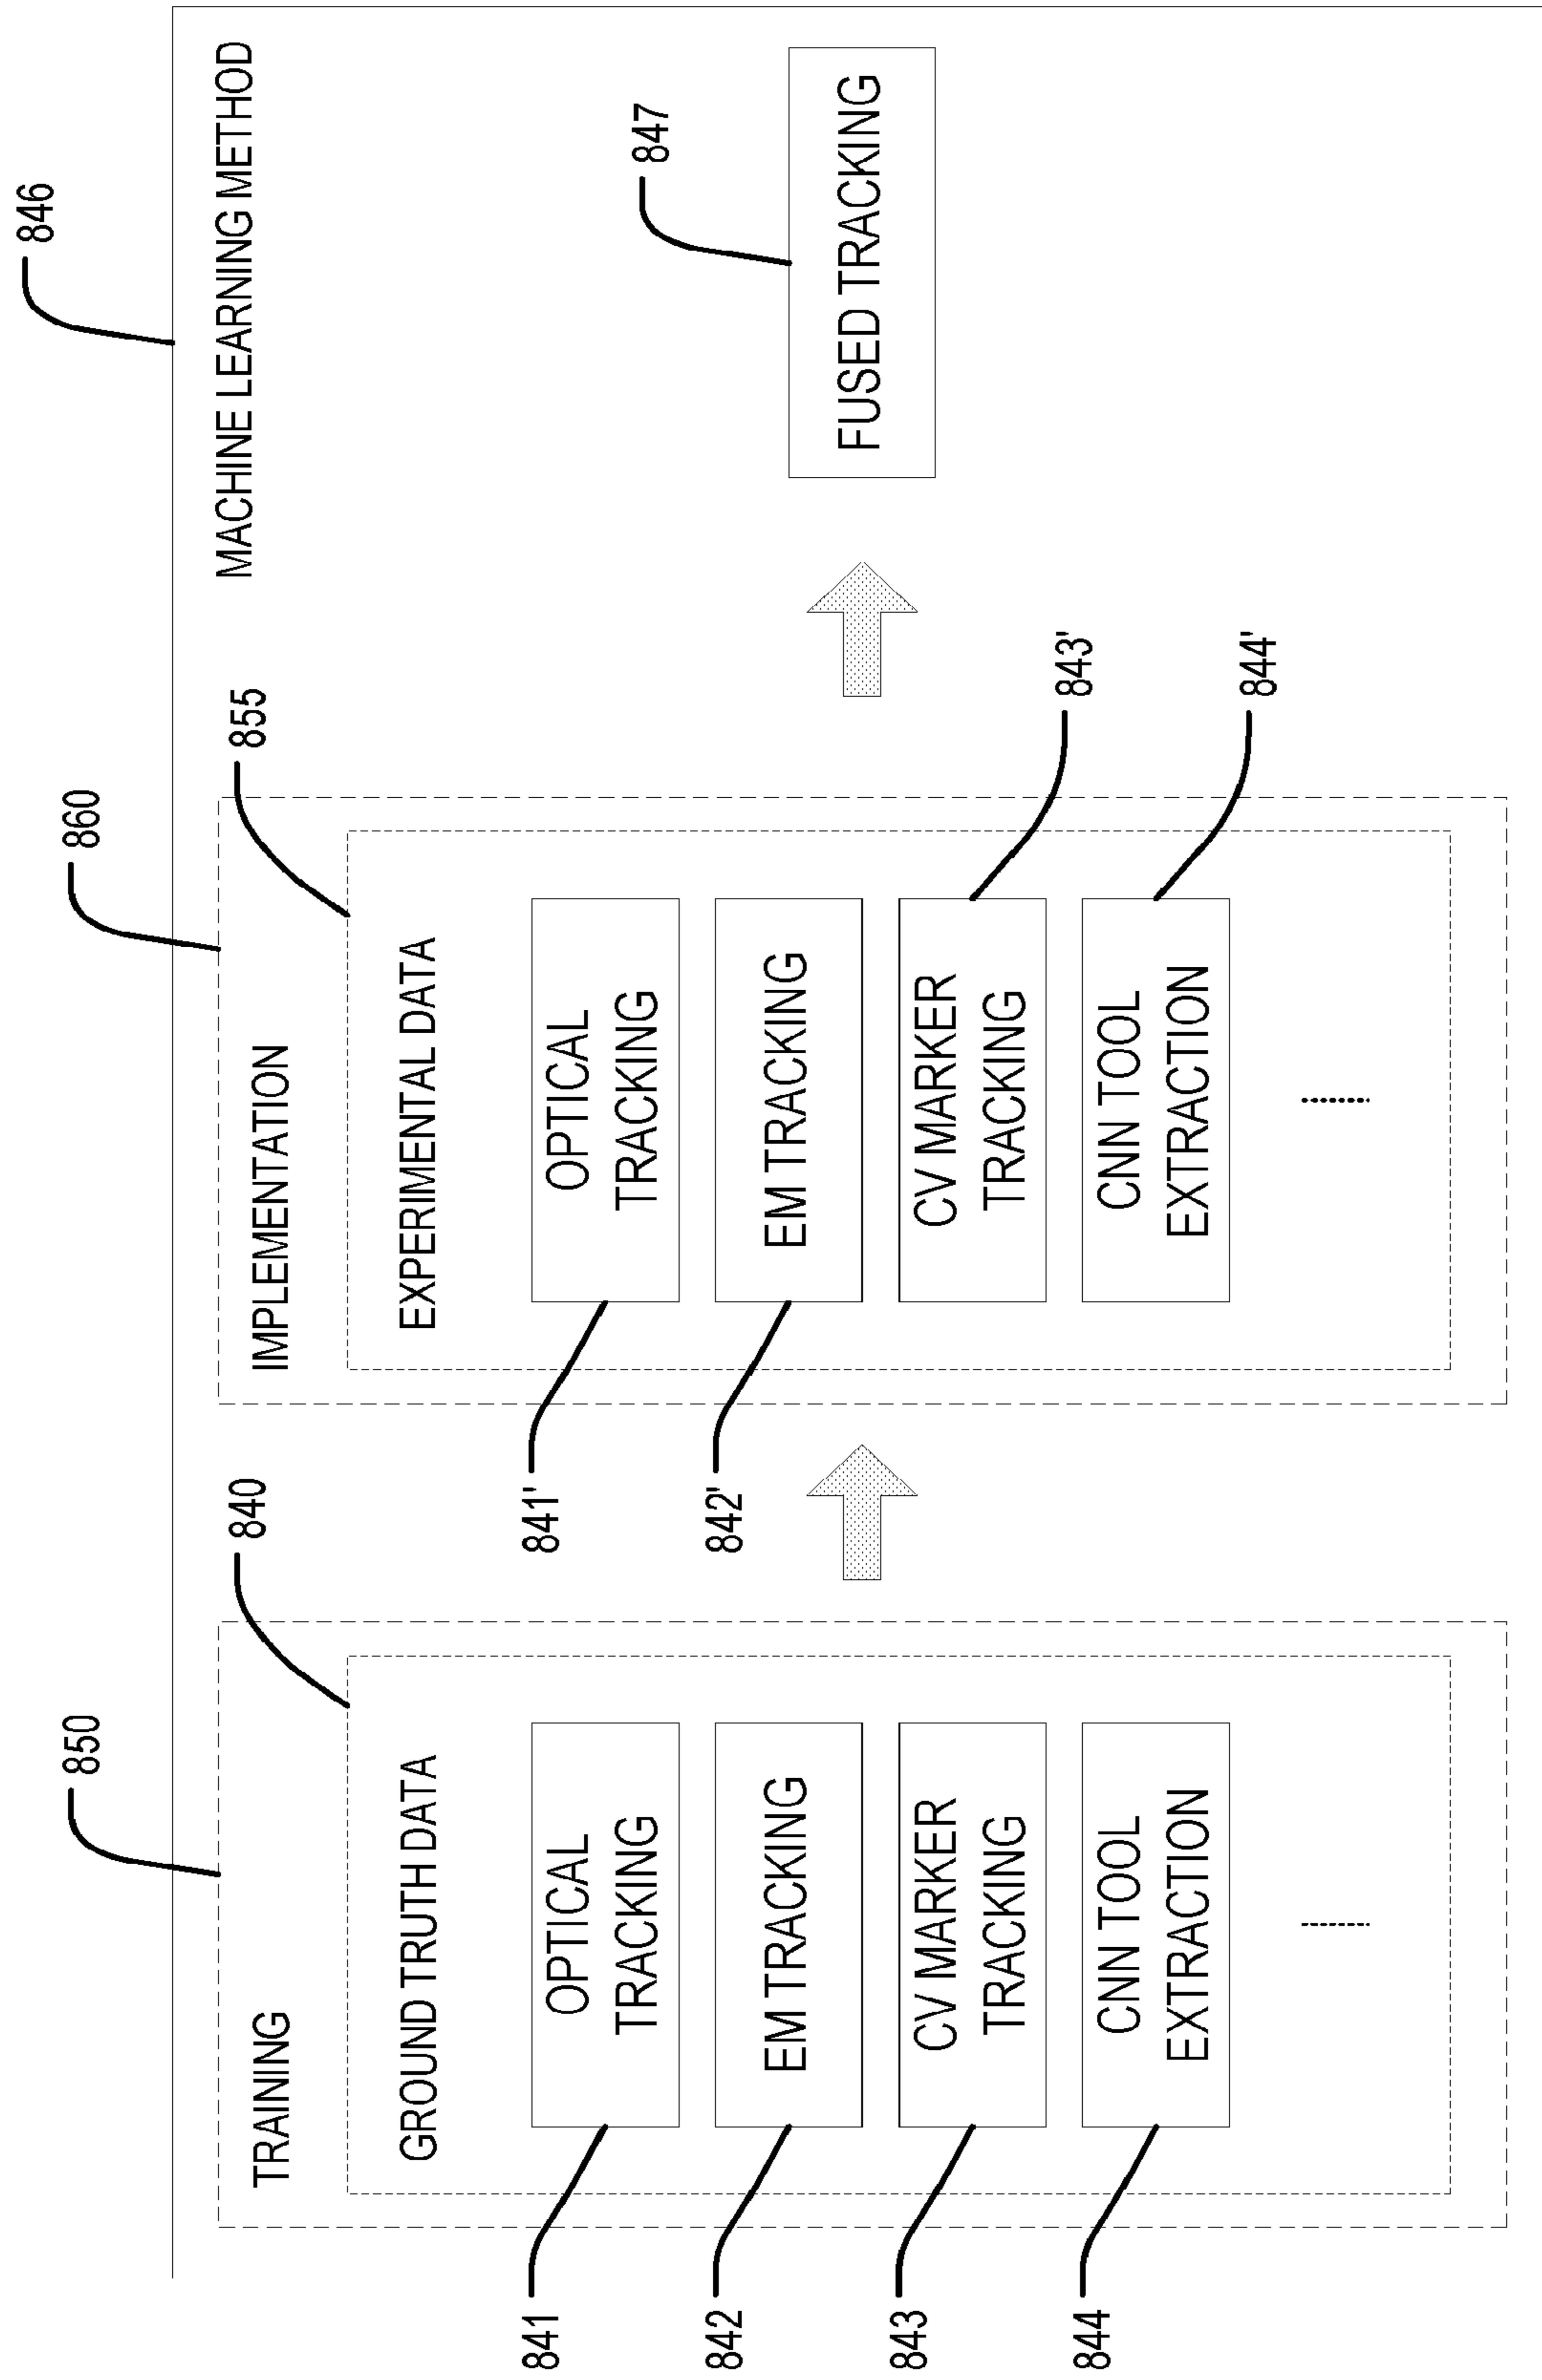 846
MACHINE LEARNING METHOD
850
TRAINING
840
GROUND TRUTH DATA
841
OPTICAL
TRACKING
842
EM TRACKING
843
CV MARKER
TRACKING
844
CNN TOOL
EXTRACTION
860
IMPLEMENTATION
855
EXPERIMENTAL DATA
841'
OPTICAL
TRACKING
842'
EM TRACKING
CV MARKER
TRACKING
843'
CNN TOOL
EXTRACTION
844'
847
FUSED TRACKING